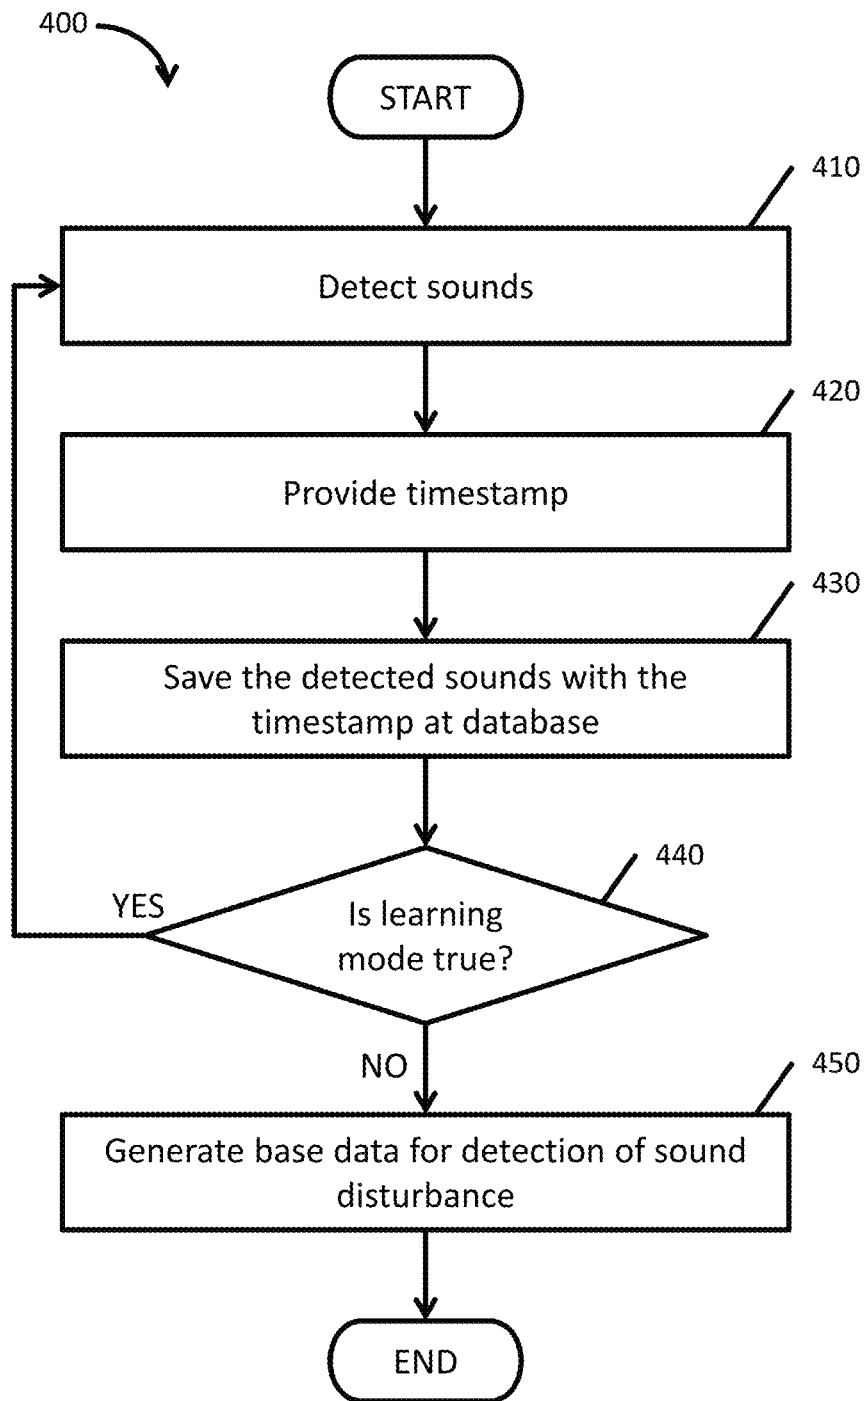 400
START
410
Detect sounds
420
Provide timestamp
430
Save the detected sounds with the
timestamp at database
440
YES
Is learning
mode true?
NO
450
Generate base data for detection of sound
disturbance
END